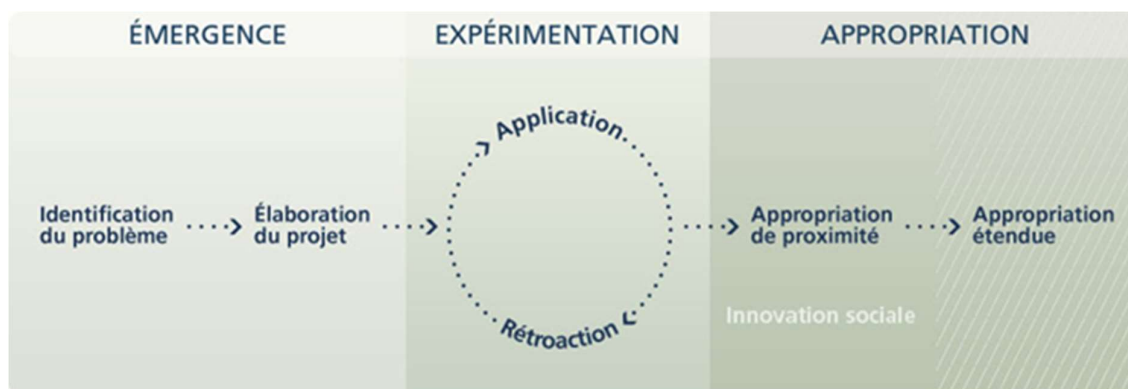 ÉMERGENCE
EXPÉRIMENTATION
APPROPRIATION
Application
Identification
du problème
Élaboration
du projet
Appropriation
de proximité
Appropriation
étendue
Rétroaction
Innovation sociale